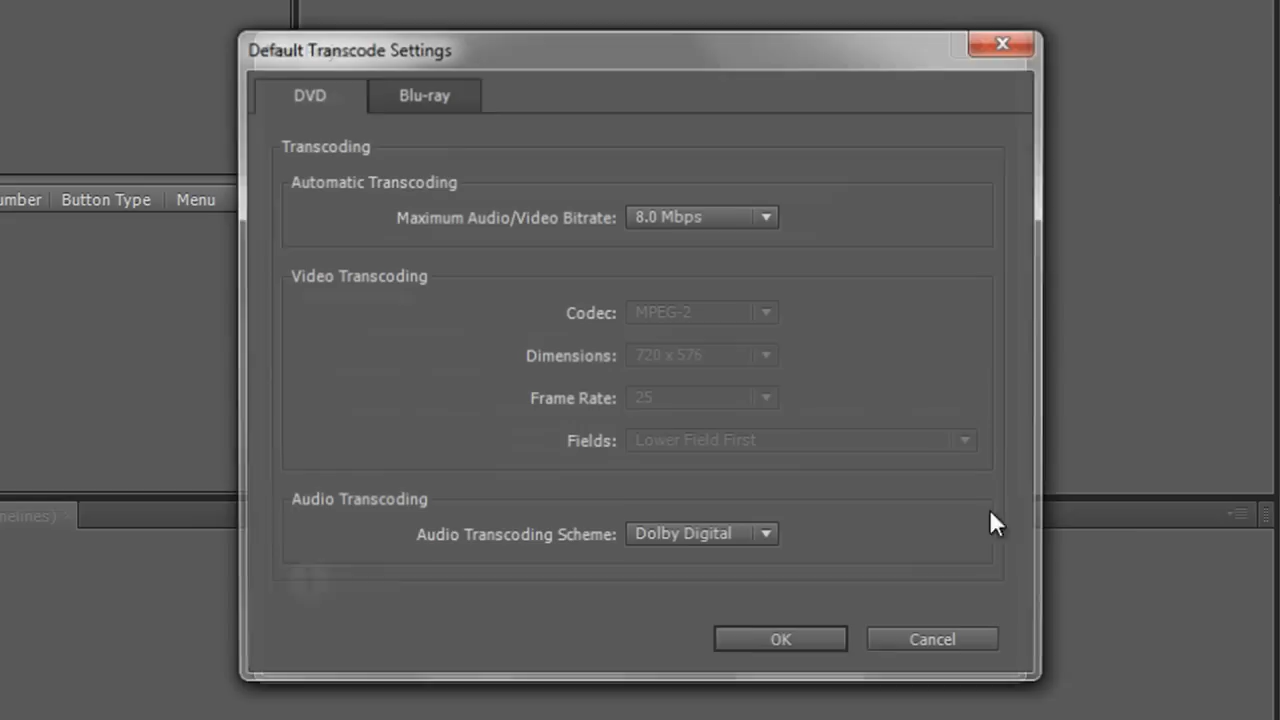 Default Transcode Settings
DVD
Blu-ray
Transcoding
Automatic Transcoding
umber
Button Type
Menu
Maximum Audio/Video Bitrate: 8.0 Mbps
Video Transcoding
Codec: MPEG-2
Dimensions: 720 x 576
Frame Rate: 25
Fields: Lower Field First
Audio Transcoding
melines) ×
Audio Transcoding Scheme: Dolby Digital
OK
Cancel